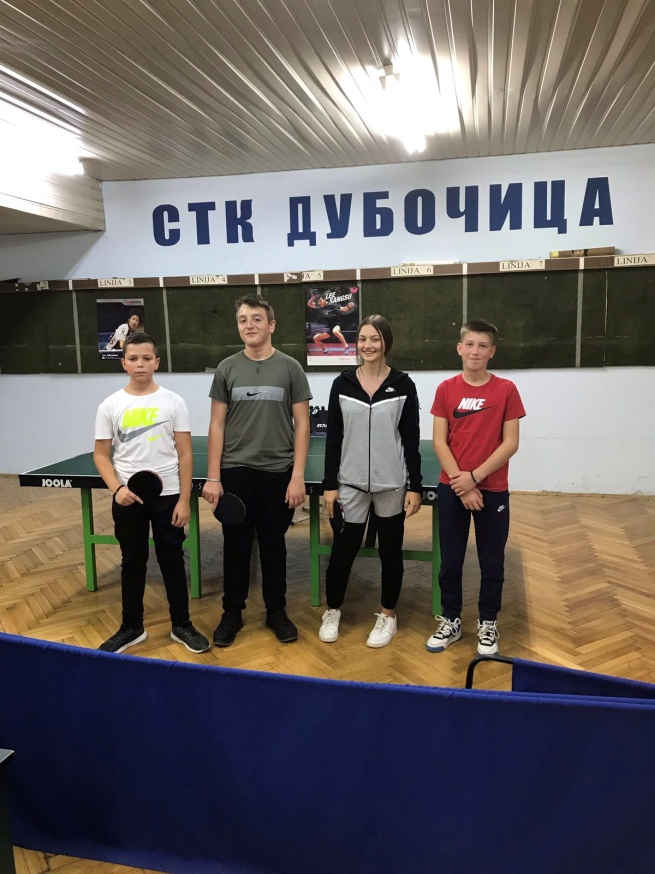 СТК ДУБОЧИЦА
LINIJA 3
LINIJA 4
5
LINIJA 6
LINIJA 7
LINIJA
LEE
SANGSU
NIKE
NIKE
JOOLA